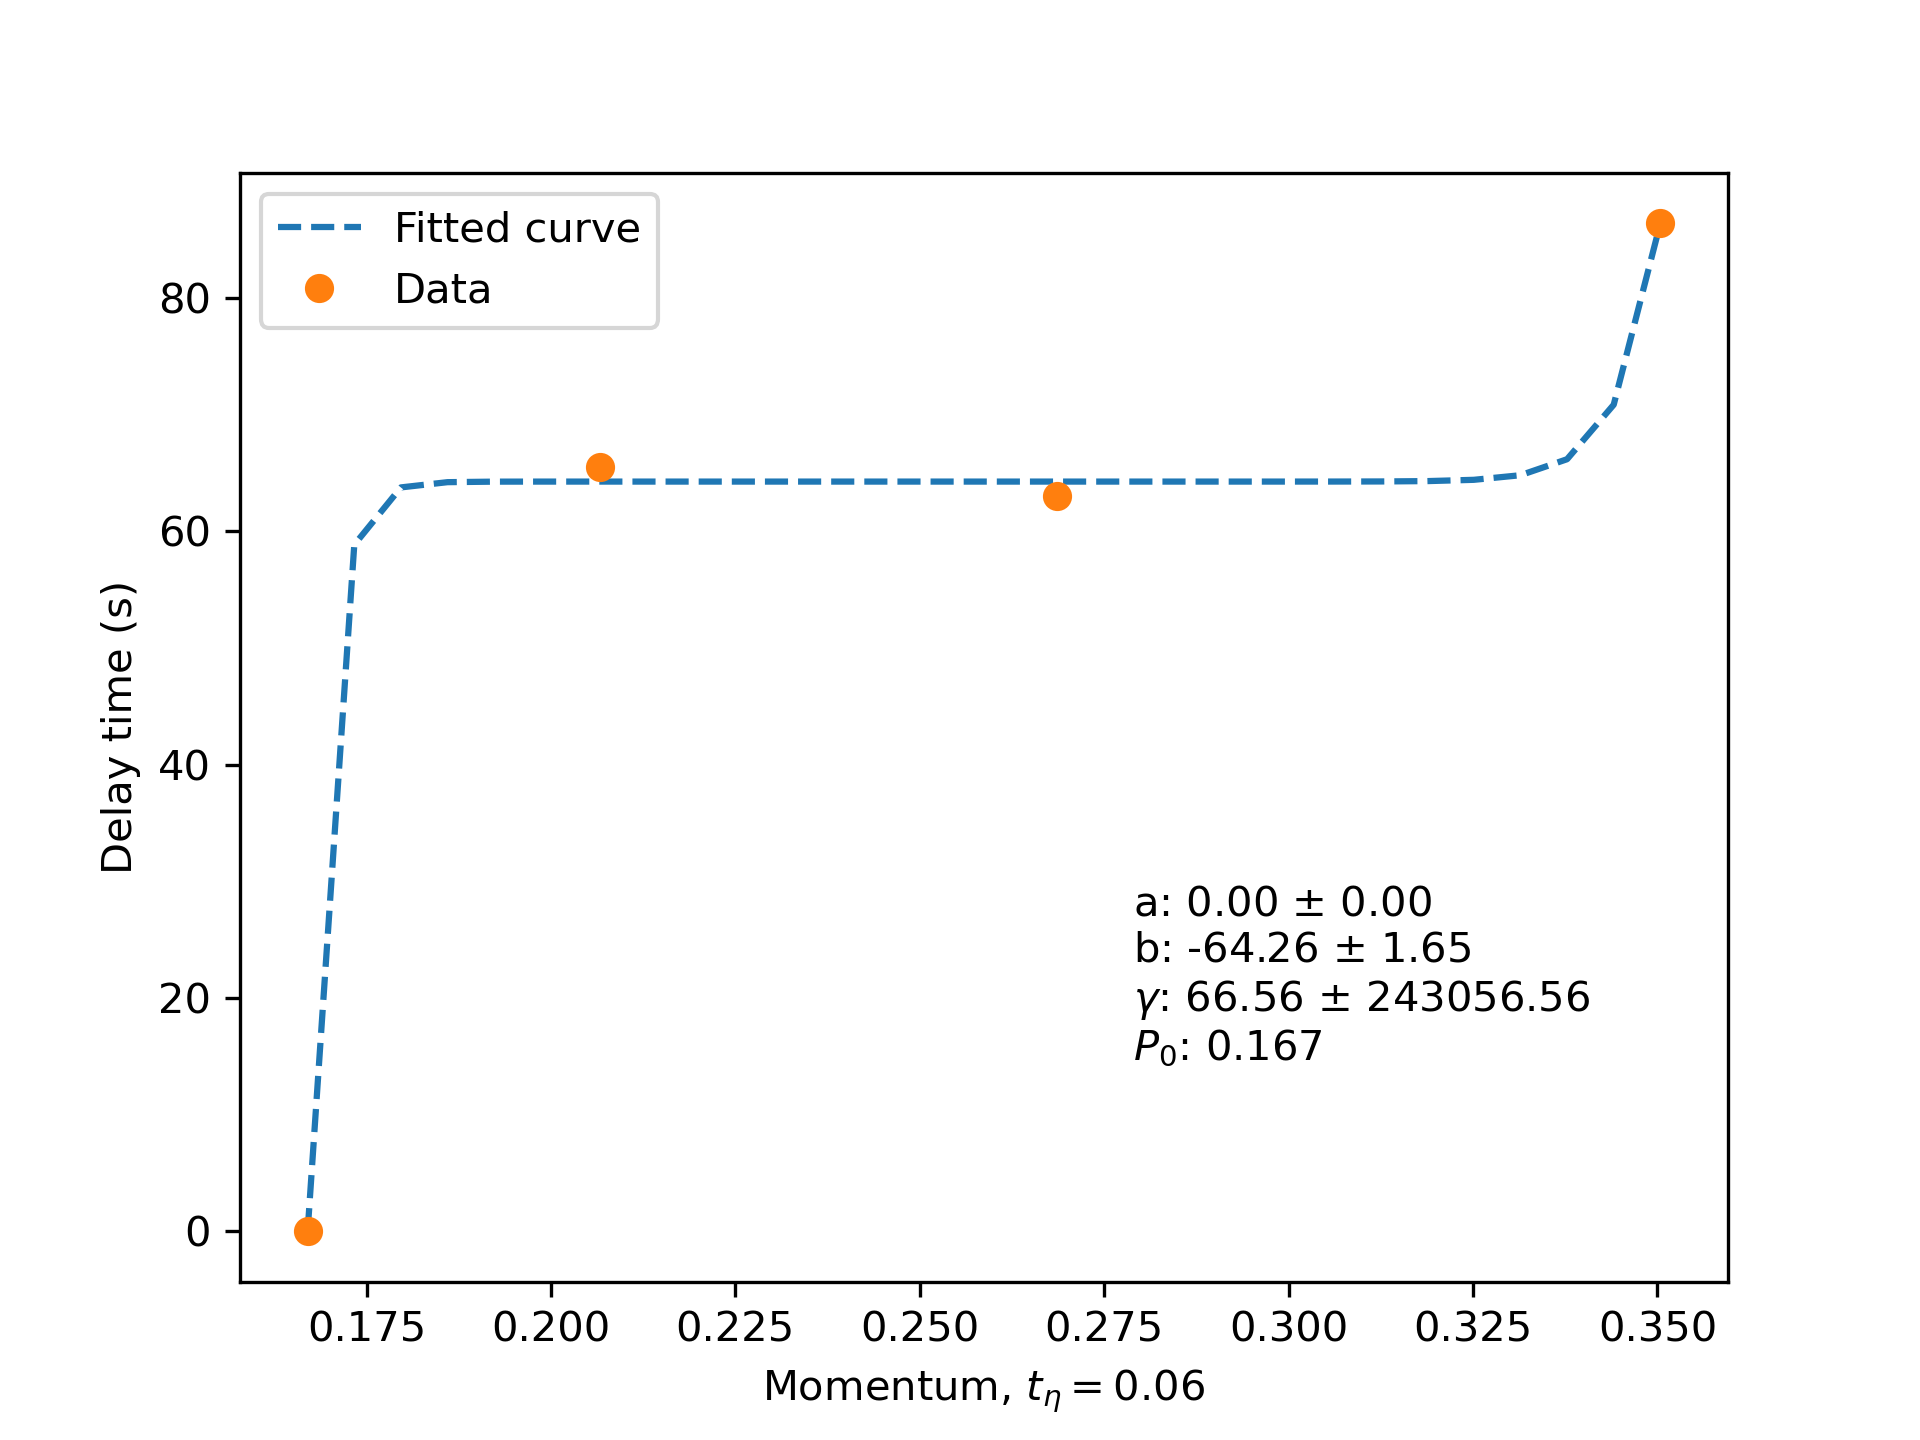 Fitted curve
Data
80
60
40
20
0
Delay time (s)
a: 0.00 ± 0.00
b: -64.26 ± 1.65
γ: 66.56 ± 243056.56
P₀: 0.167
0.175 0.200 0.225 0.250 0.275 0.300 0.325 0.350
Momentum, tη = 0.06